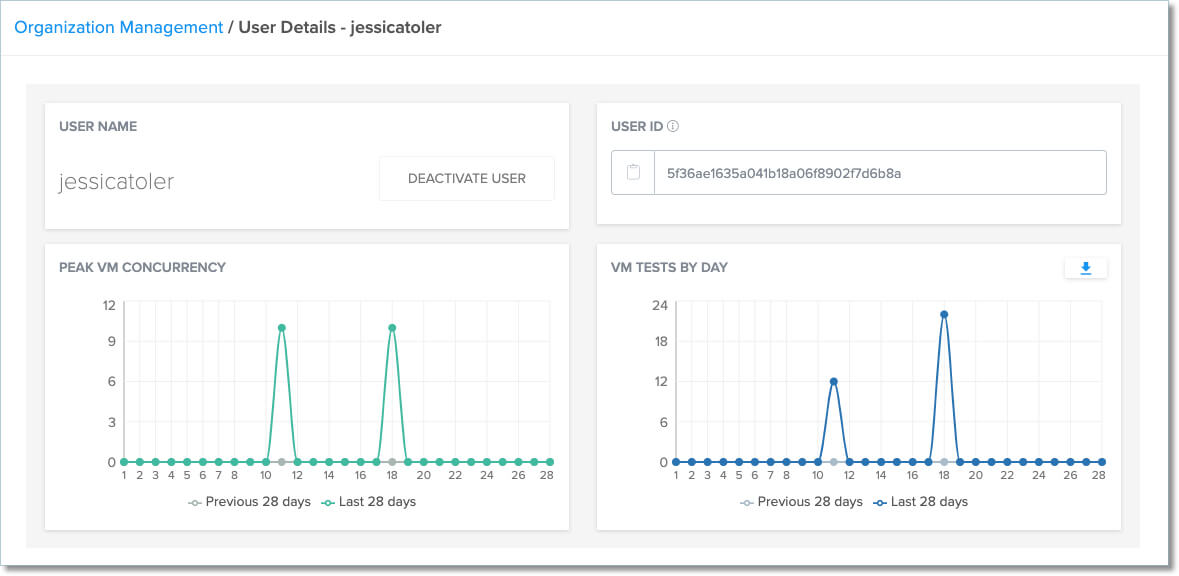 Organization Management / User Details - jessicatoler
USER NAME
jessicatoler
DEACTIVATE USER
USER ID
5f36ae1635a041b18a06f8902f7d6b8a
PEAK VM CONCURRENCY
12
9
6
3
0
1 2 3 4 5 6 7 8 10 12 14 16 18 20 22 24 26 28
Previous 28 days Last 28 days
VM TESTS BY DAY
24
18
12
6
0
1 2 3 4 5 6 7 8 10 12 14 16 18 20 22 24 26 28
Previous 28 days Last 28 days